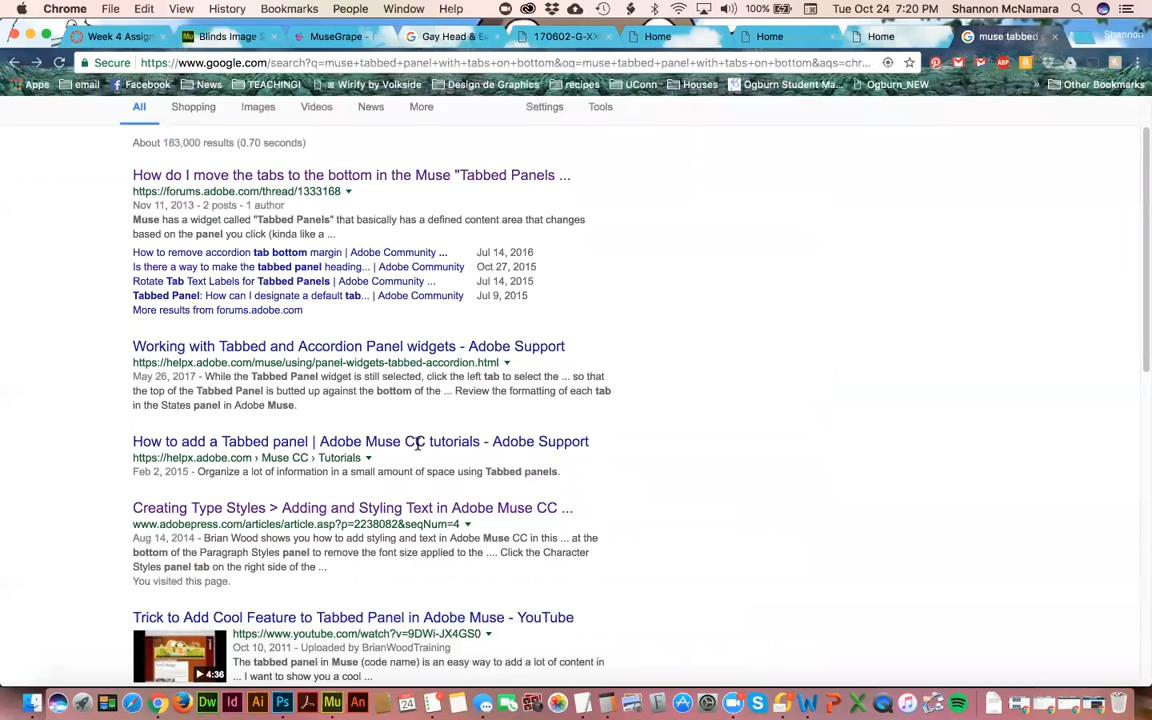 Chrome File Edit View History Bookmarks People Window Help 100% Tue Oct 24 7:20 PM Shannon McNamara
Week 4 Assign Blinds Image S MuseGrape - Gay Head & E 170602-G-XX Home Home Home muse tabbed Shannon
Secure https://www.google.com/search?q=muse+tabbed+panel+with+tabs+on+bottom&oq=muse+tabbed+panel+with+tabs+on+bottom&aqs=chr...
Apps email Facebook News TEACHING! Wirify by Volkside Design de Graphics recipes UConn Houses Ogburn Student Ma... Ogburn_NEW » Other Bookmarks
All Shopping Images Videos News More Settings Tools
About 183,000 results (0.70 seconds)
How do I move the tabs to the bottom in the Muse "Tabbed Panels ...
https://forums.adobe.com/thread/1333168
Nov 11, 2013 - 2 posts - 1 author
Muse has a widget called "Tabbed Panels" that basically has a defined content area that changes
based on the panel you click (kinda like a ...
How to remove accordion tab bottom margin | Adobe Community ... Jul 14, 2016
Is there a way to make the tabbed panel heading... | Adobe Community Oct 27, 2015
Rotate Tab Text Labels for Tabbed Panels | Adobe Community ... Jul 14, 2015
Tabbed Panel: How can I designate a default tab... | Adobe Community Jul 9, 2015
More results from forums.adobe.com
Working with Tabbed and Accordion Panel widgets - Adobe Support
https://helpx.adobe.com/muse/using/panel-widgets-tabbed-accordion.html
May 26, 2017 - While the Tabbed Panel widget is still selected, click the left tab to select the ... so that
the top of the Tabbed Panel is butted up against the bottom of the ... Review the formatting of each tab
in the States panel in Adobe Muse.
How to add a Tabbed panel | Adobe Muse CC tutorials - Adobe Support
https://helpx.adobe.com › Muse CC › Tutorials
Feb 2, 2015 - Organize a lot of information in a small amount of space using Tabbed panels.
Creating Type Styles > Adding and Styling Text in Adobe Muse CC ...
www.adobepress.com/articles/article.asp?p=2238082&seqNum=4
Aug 14, 2014 - Brian Wood shows you how to add styling and text in Adobe Muse CC in this ... at the
bottom of the Paragraph Styles panel to remove the font size applied to the .... Click the Character
Styles panel tab on the right side of the ...
You visited this page.
Trick to Add Cool Feature to Tabbed Panel in Adobe Muse - YouTube
https://www.youtube.com/watch?v=9DWi-JX4GS0
Oct 10, 2011 - Uploaded by BrianWoodTraining
The tabbed panel in Muse (code name) is an easy way to add a lot of content in
4:36 ... I want to show you a cool ...
Dw Id Ai Ps Mu An 24